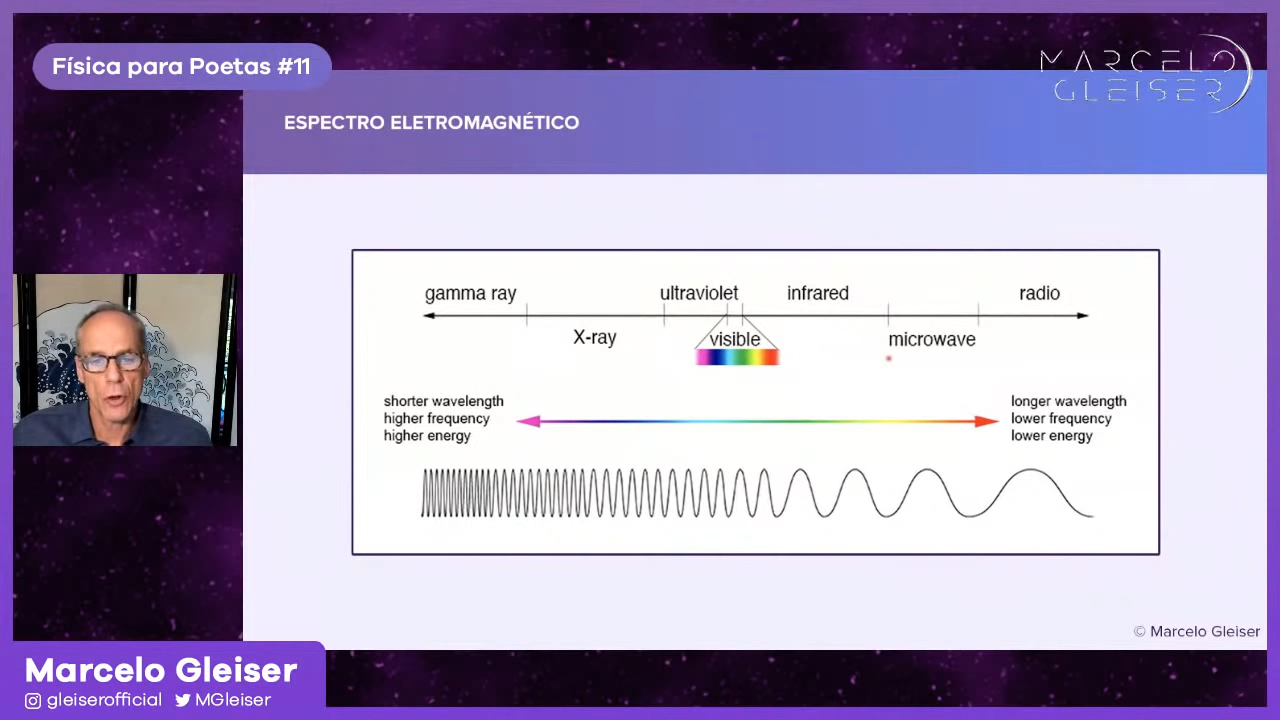 Física para Poetas #11
MARCELO
GLEISER
ESPECTRO ELETROMAGNÉTICO
gamma ray
ultraviolet
infrared
radio
X-ray
visible
microwave
shorter wavelength
higher frequency
higher energy
longer wavelength
lower frequency
lower energy
© Marcelo Gleiser
Marcelo Gleiser
gleiserofficial MGleiser